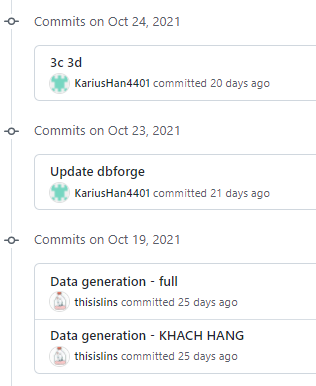 Commits on Oct 24, 2021
3c 3d
KariusHan4401 committed 20 days ago
Commits on Oct 23, 2021
Update dbforge
KariusHan4401 committed 21 days ago
Commits on Oct 19, 2021
Data generation - full
thisislins committed 25 days ago
Data generation - KHACH HANG
thisislins committed 25 days ago